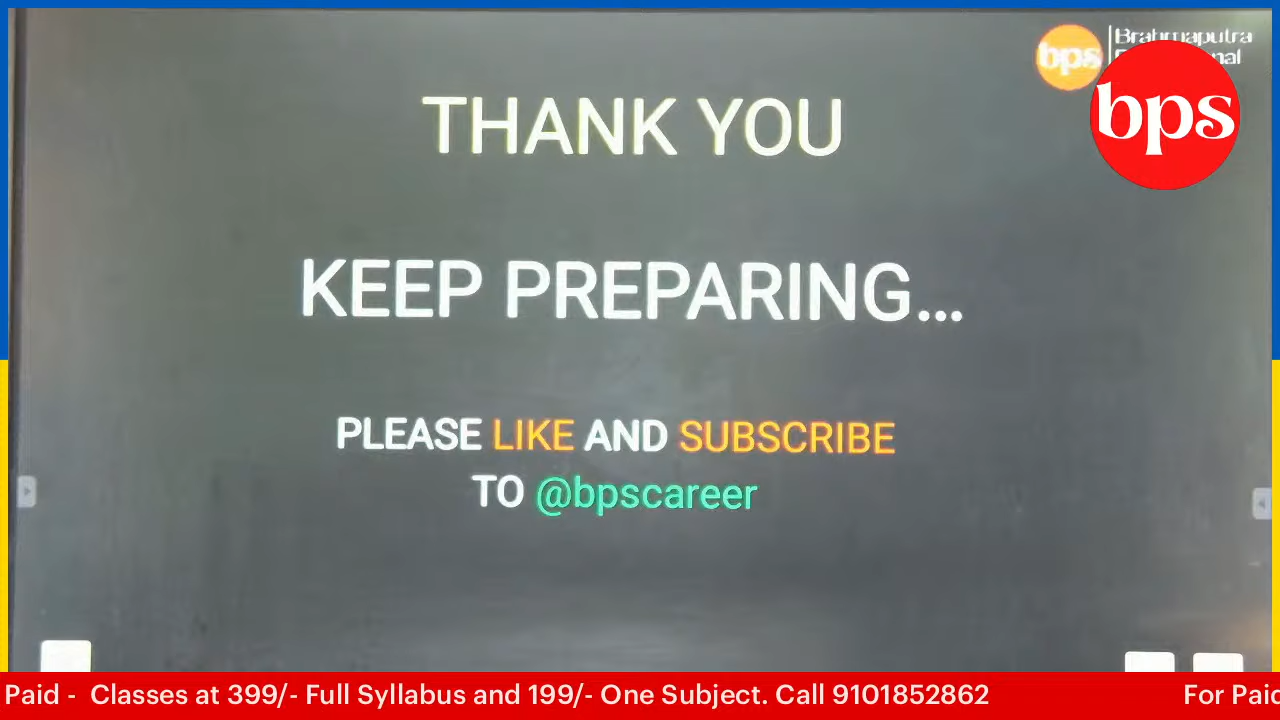 bps
Brahmaputra
bps
THANK YOU
KEEP PREPARING...
PLEASE LIKE AND SUBSCRIBE
TO @bpscareer
Paid - Classes at 399/- Full Syllabus and 199/- One Subject. Call 9101852862
For Paid